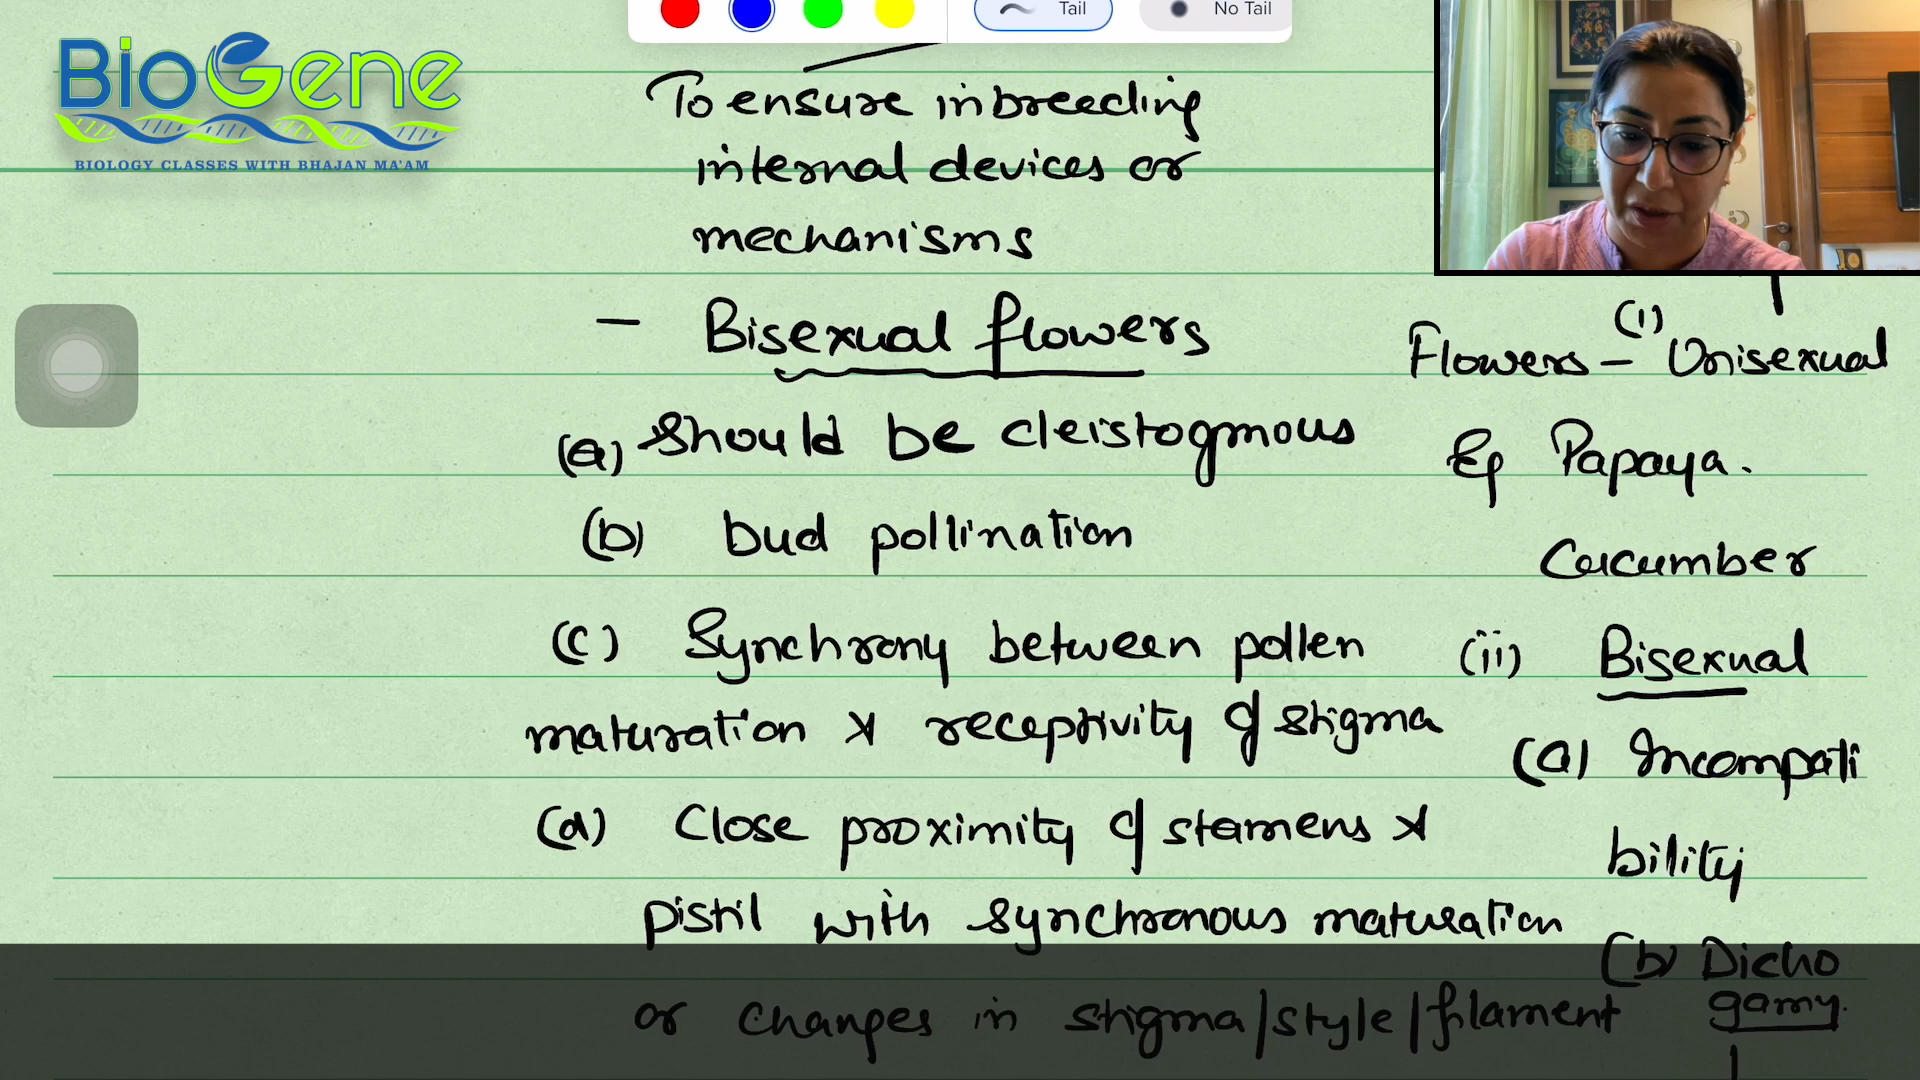 Tail
No Tail
BioGene
BIOLOGY CLASSES WITH BHAJAN MA'AM
To ensure inbreeding
internal devices or
mechanisms
– Bisexual flowers
(a) Should be cleistogmous
(b) bud pollination
(c) Synchrony between pollen
maturation & receptivity of stigma
(d) Close proximity of stamens &
pistil with synchronous maturation
or changes in stigma/style/filament
(i)
Flowers – Unisexual
Eg Papaya.
Cucumber
(ii) Bisexual
(a) Incompati
bility
(b) Dicho
gamy.